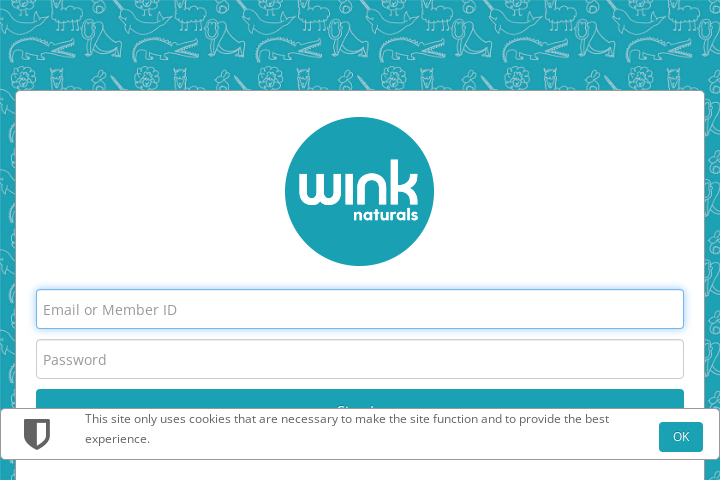 wink
naturals
Email or Member ID
Password
This site only uses cookies that are necessary to make the site function and to provide the best
experience.
OK